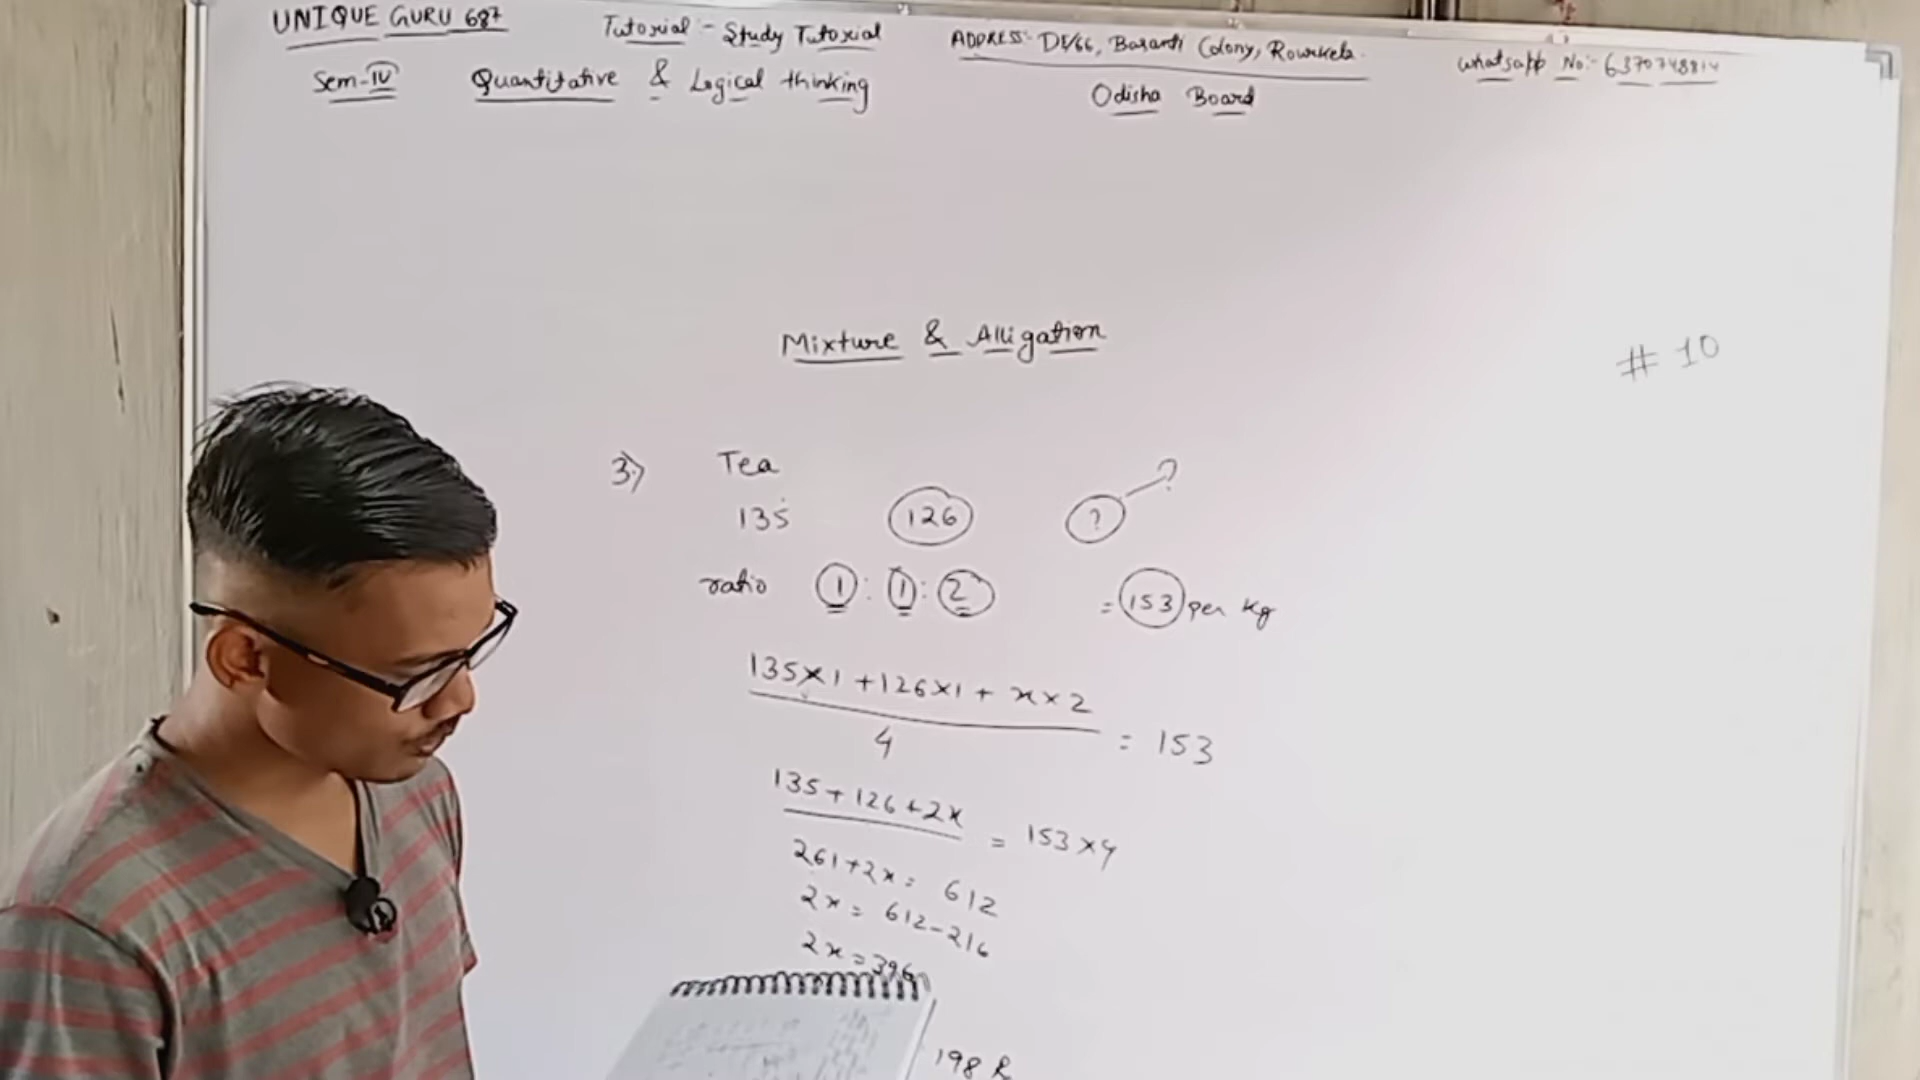 UNIQUE GURU 687 Tutorial - Study Tutorial ADDRESS:- DE/66, Basanti Colony, Rourkela. whatsapp No:- 6370748814
Sem-IV Quantitative & Logical thinking Odisha Board
Mixture & Alligation
# 10
3) Tea
135 126 ? ?
ratio 1 : 1 : 2 = 153 per kg
135×1 + 126×1 + x×2
4 = 153
135 + 126 + 2x = 153×4
261 + 2x = 612
2x = 612 - 216
2x = 396
198 R